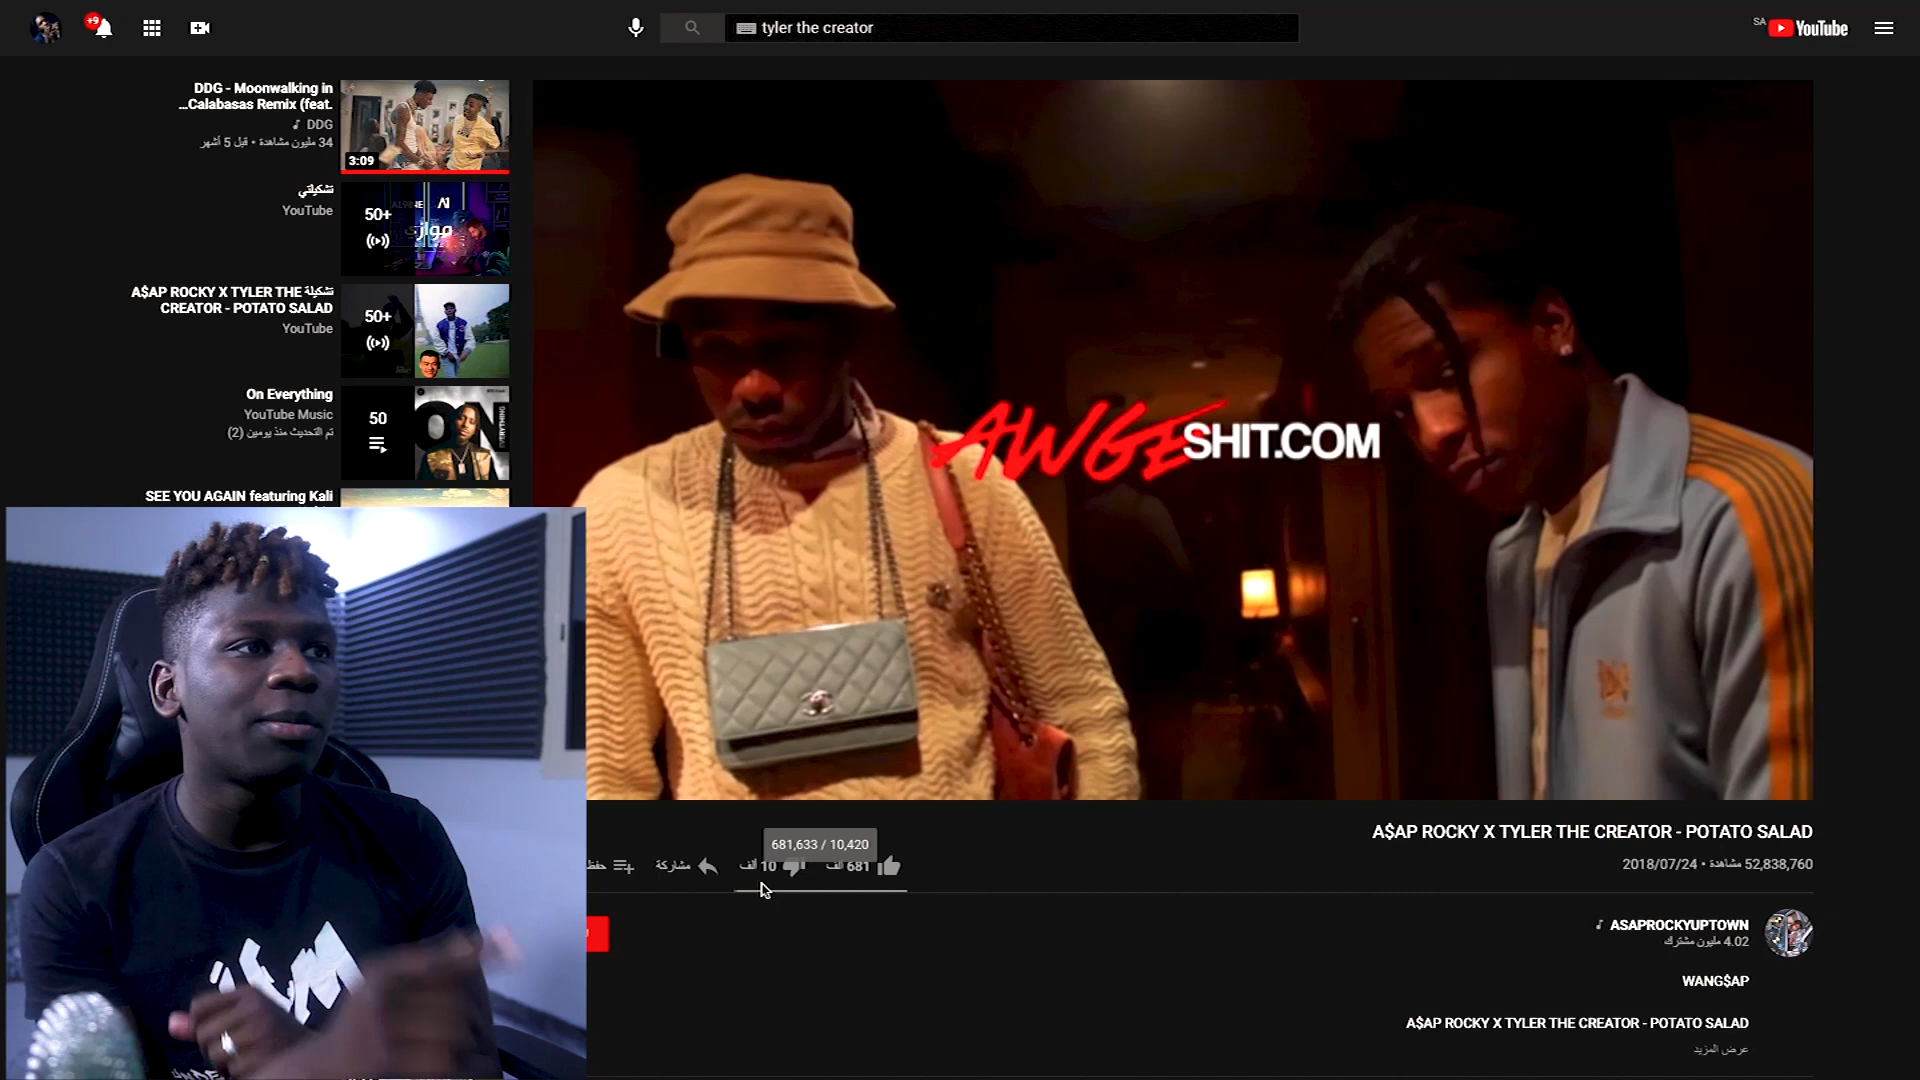 +9
tyler the creator
SA
YouTube
DDG - Moonwalking in
Calabasas Remix (feat...
DDG
34 مليون مشاهدة • قبل 5 أشهر
3:09
تشكيلتي
YouTube
50+
موازي
تشكيلة A$AP ROCKY X TYLER THE
CREATOR - POTATO SALAD
YouTube
50+
On Everything
YouTube Music
تم التحديث منذ يومين (2)
50
SEE YOU AGAIN featuring Kali
AWGESHIT.COM
A$AP ROCKY X TYLER THE CREATOR - POTATO SALAD
52,838,760 مشاهدة • 2018/07/24
681,633 / 10,420
681 ألف
10 ألف
مشاركة
حفظ
ASAPROCKYUPTOWN
4.02 مليون مشترك
WANG$AP
A$AP ROCKY X TYLER THE CREATOR - POTATO SALAD
عرض المزيد